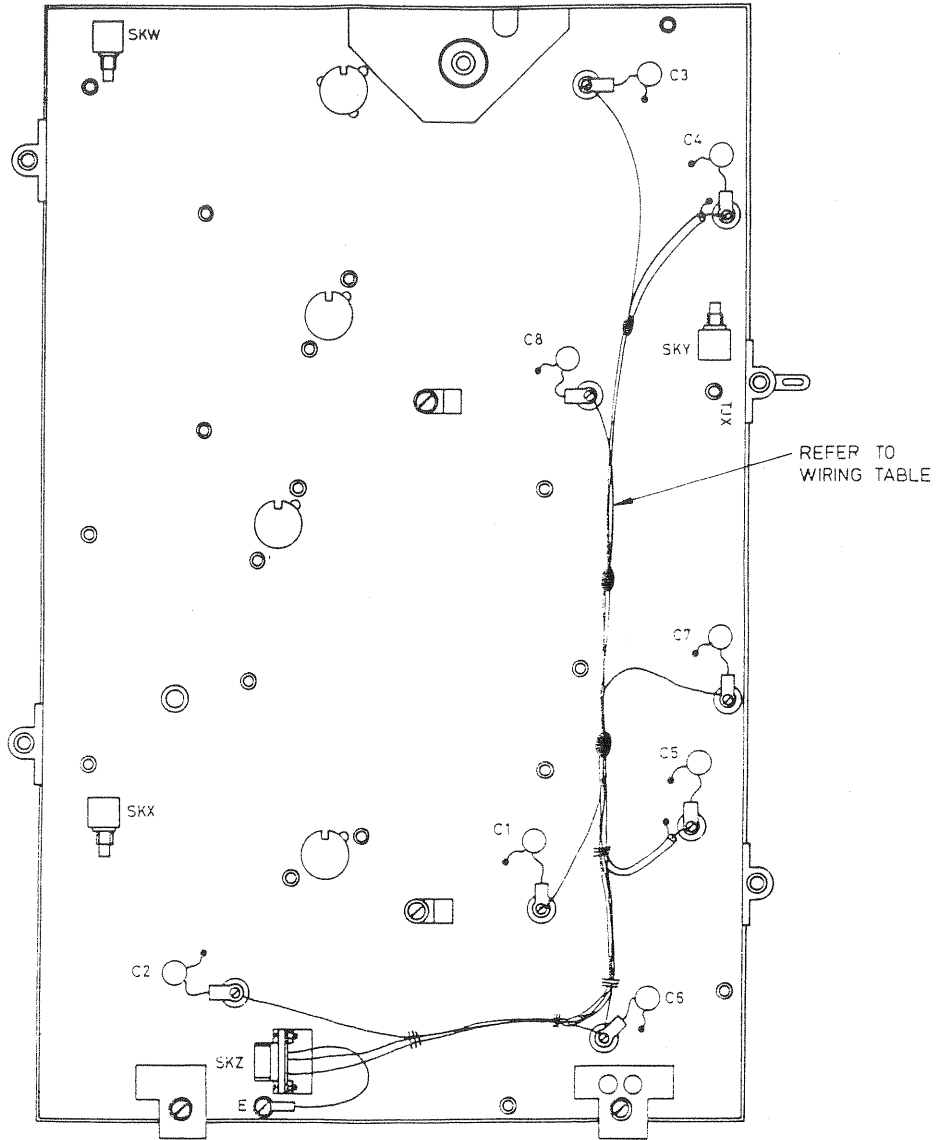 SKW
C3
C4
C8
SKY
TJX
REFER TO
WIRING TABLE
C7
C5
SKX
C1
C2
C6
SKZ
E